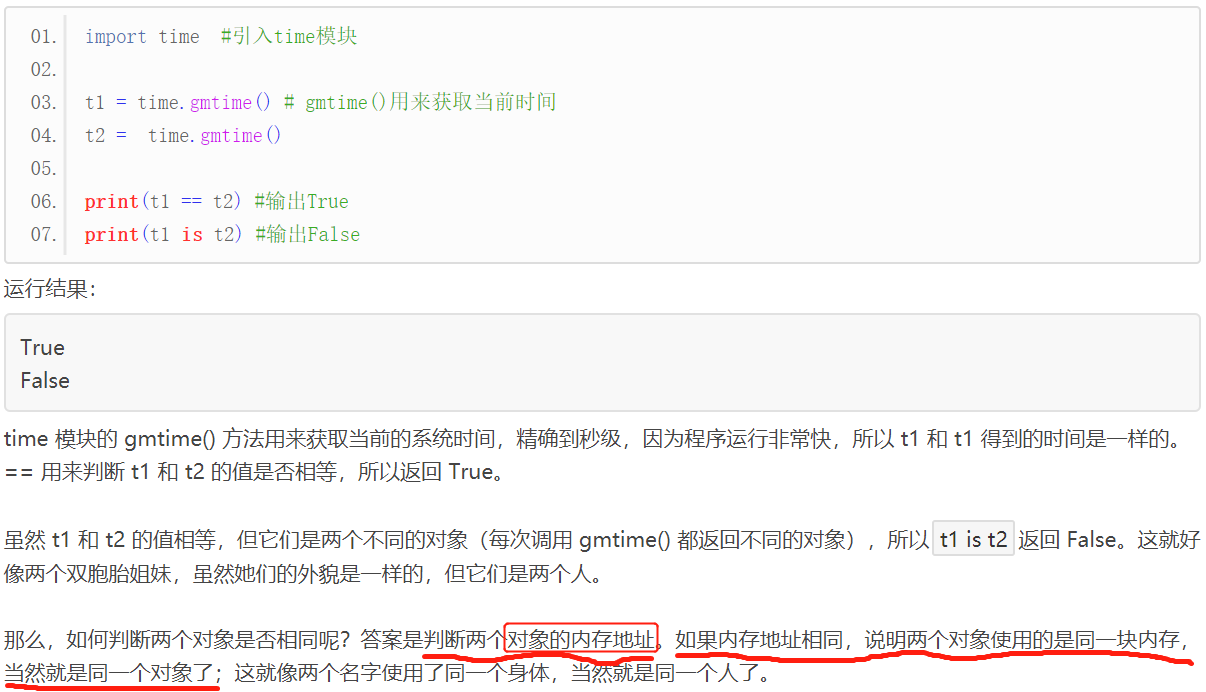 01. import time  #引入time模块
02.
03. t1 = time.gmtime() # gmtime()用来获取当前时间
04. t2 =  time.gmtime()
05.
06. print(t1 == t2) #输出True
07. print(t1 is t2) #输出False
运行结果：
True
False
time 模块的 gmtime() 方法用来获取当前的系统时间，精确到秒级，因为程序运行非常快，所以 t1 和 t1 得到的时间是一样的。
== 用来判断 t1 和 t2 的值是否相等，所以返回 True。
虽然 t1 和 t2 的值相等，但它们是两个不同的对象（每次调用 gmtime() 都返回不同的对象），所以 t1 is t2 返回 False。这就好
像两个双胞胎姐妹，虽然她们的外貌是一样的，但它们是两个人。
那么，如何判断两个对象是否相同呢？答案是判断两个对象的内存地址。如果内存地址相同，说明两个对象使用的是同一块内存，
当然就是同一个对象了；这就像两个名字使用了同一个身体，当然就是同一个人了。